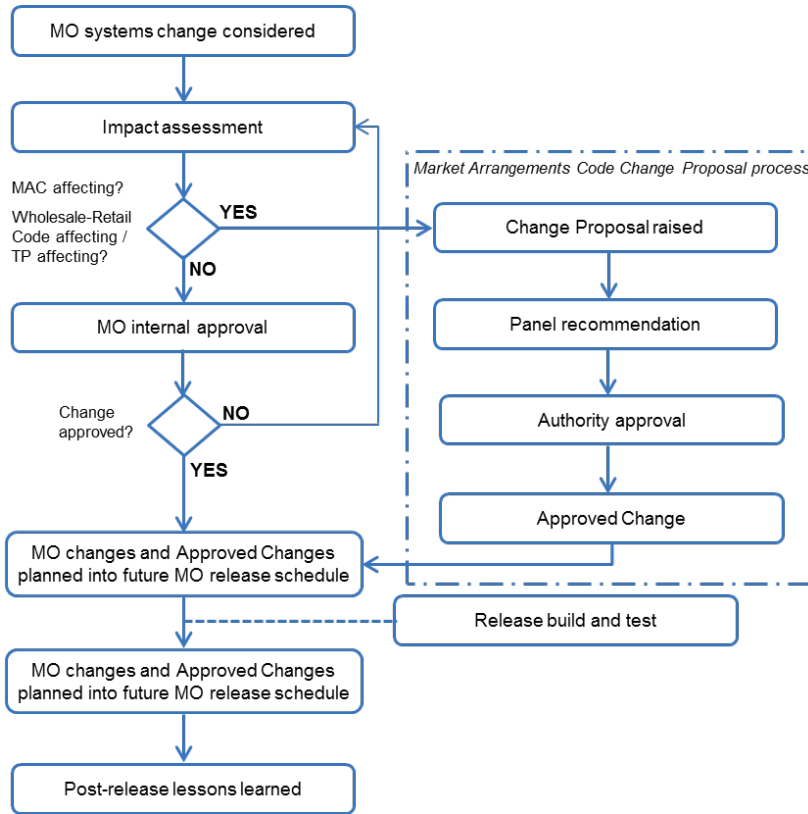 MO systems change considered
Impact assessment
MAC affecting?
Wholesale-Retail
Code affecting /
TP affecting?
YES
NO
MO internal approval
Change
approved?
NO
YES
Market Arrangements Code Change Proposal process
Change Proposal raised
Panel recommendation
Authority approval
Approved Change
MO changes and Approved Changes
planned into future MO release schedule
Release build and test
MO changes and Approved Changes
planned into future MO release schedule
Post-release lessons learned